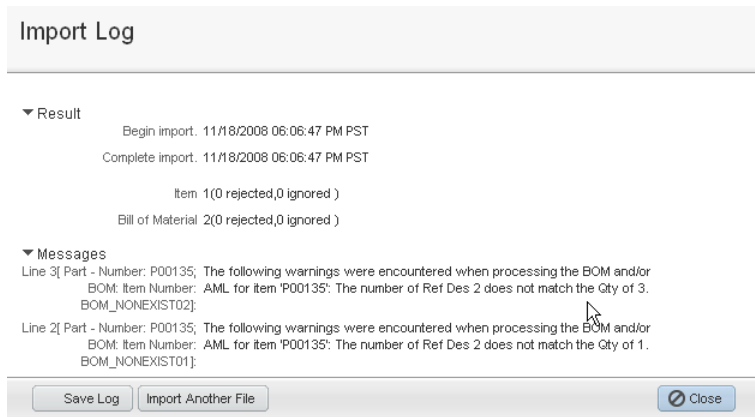 Import Log
Result
Begin import. 11/18/2008 06:06:47 PM PST
Complete import. 11/18/2008 06:06:47 PM PST
Item 1(0 rejected,0 ignored )
Bill of Material 2(0 rejected,0 ignored )
Messages
Line 3[ Part - Number: P00135; The following warnings were encountered when processing the BOM and/or
BOM: Item Number: AML for item 'P00135': The number of Ref Des 2 does not match the Qty of 3.
BOM_NONEXIST02]:
Line 2[ Part - Number: P00135; The following warnings were encountered when processing the BOM and/or
BOM: Item Number: AML for item 'P00135': The number of Ref Des 2 does not match the Qty of 1.
BOM_NONEXIST01]:
Save Log Import Another File Close